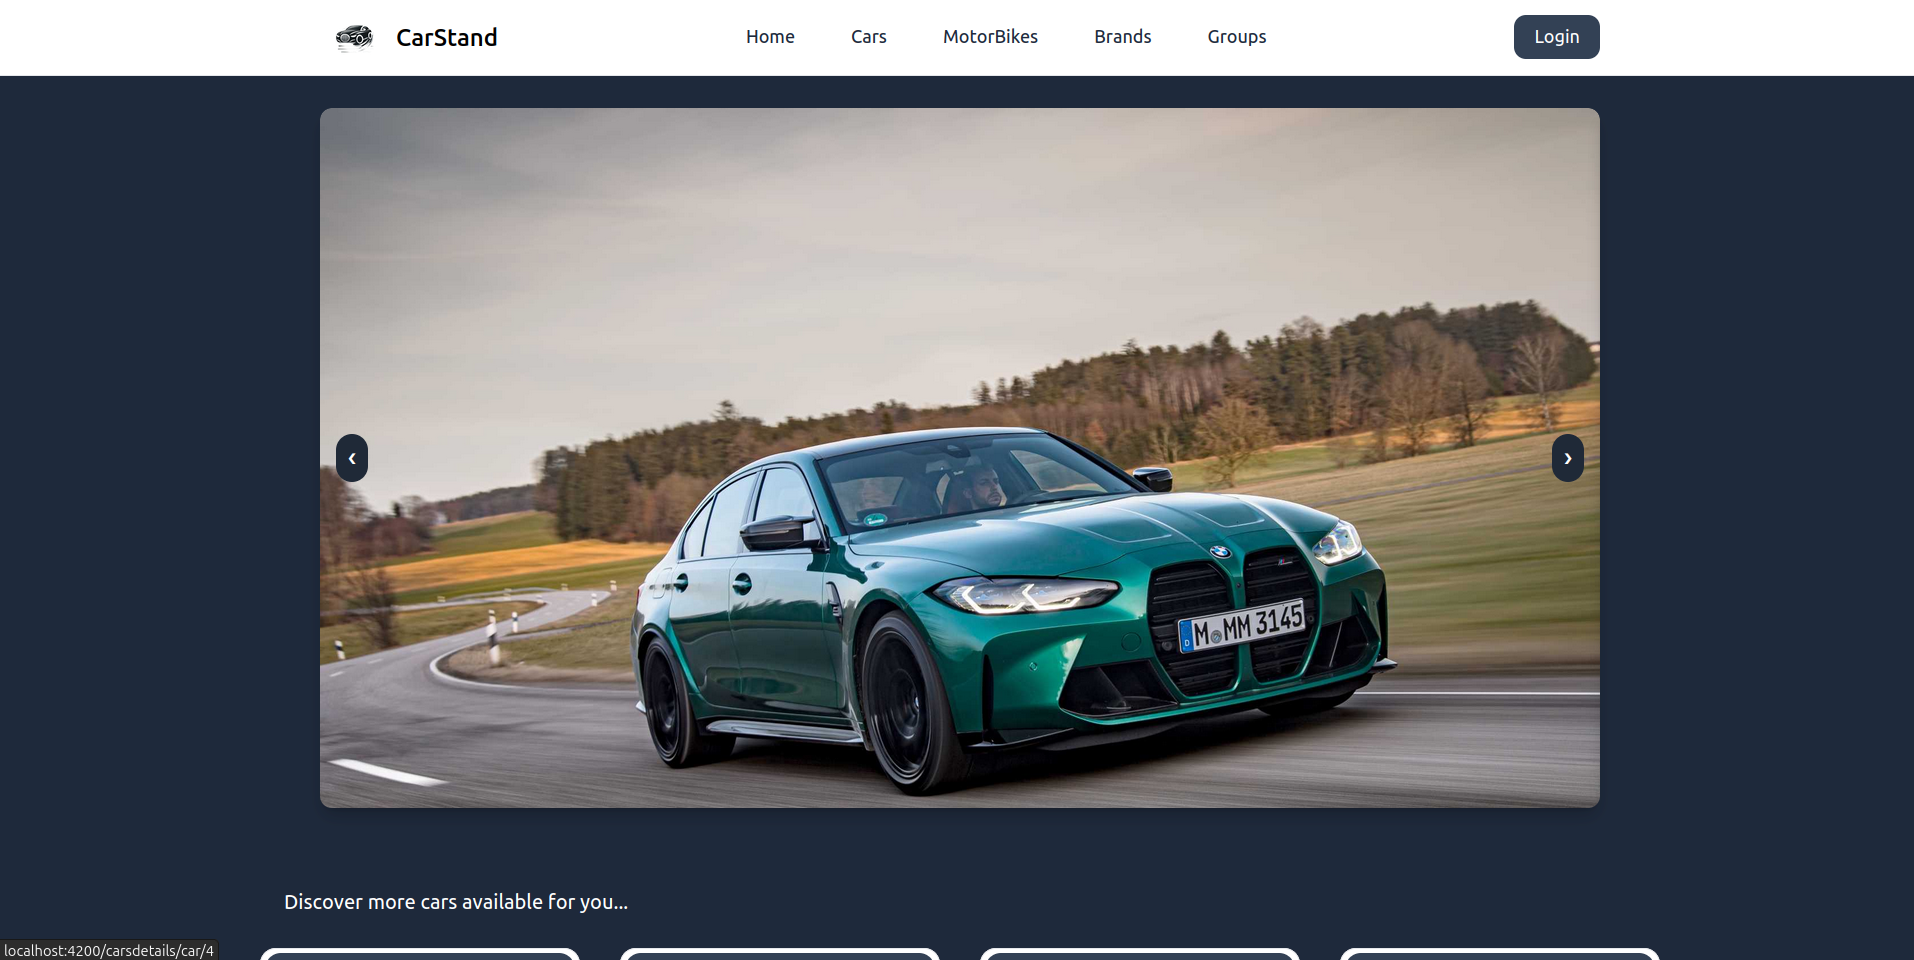 CarStand
Home
Cars
MotorBikes
Brands
Groups
Login
‹
›
M MM 3145
D
Discover more cars available for you...
localhost:4200/carsdetails/car/4